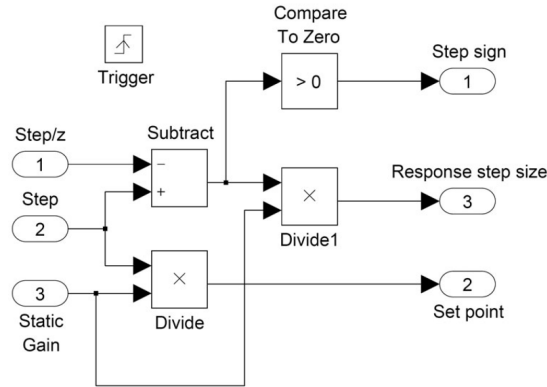 Compare
To Zero
Trigger
> 0
Step sign
1
Step/z
1
Subtract
−
+
Step
2
Response step size
3
×
Divide1
3
Static
Gain
×
Divide
2
Set point